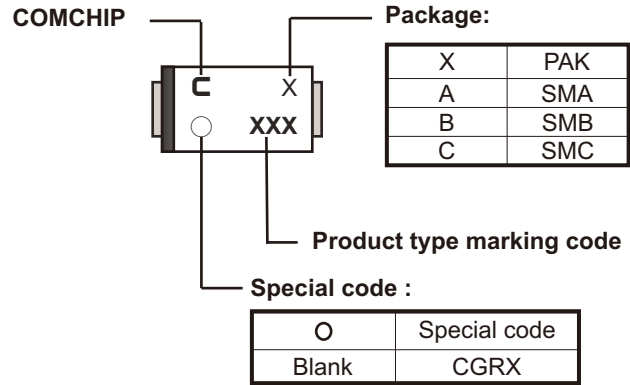 COMCHIP
Package:
C X
XXX
X PAK
A SMA
B SMB
C SMC
Product type marking code
Special code :
O Special code
Blank CGRX